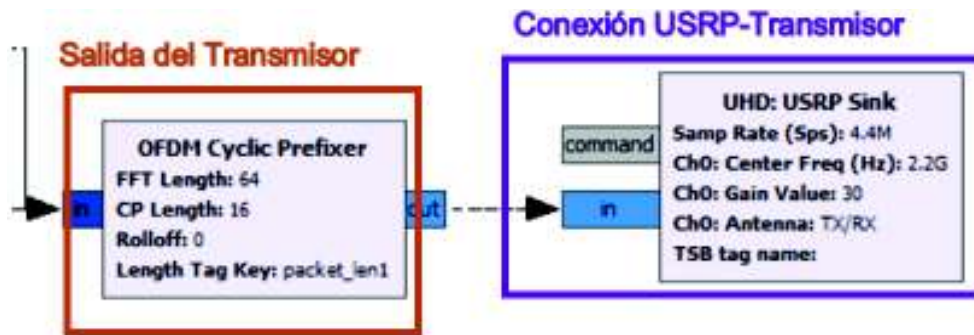 Salida del Transmisor
Conexión USRP-Transmisor
OFDM Cyclic Prefixer
FFT Length: 64
CP Length: 16
Rolloff: 0
Length Tag Key: packet_len1
in
out
UHD: USRP Sink
Samp Rate (Sps): 4.4M
Ch0: Center Freq (Hz): 2.2G
Ch0: Gain Value: 30
Ch0: Antenna: TX/RX
TSB tag name:
command
in